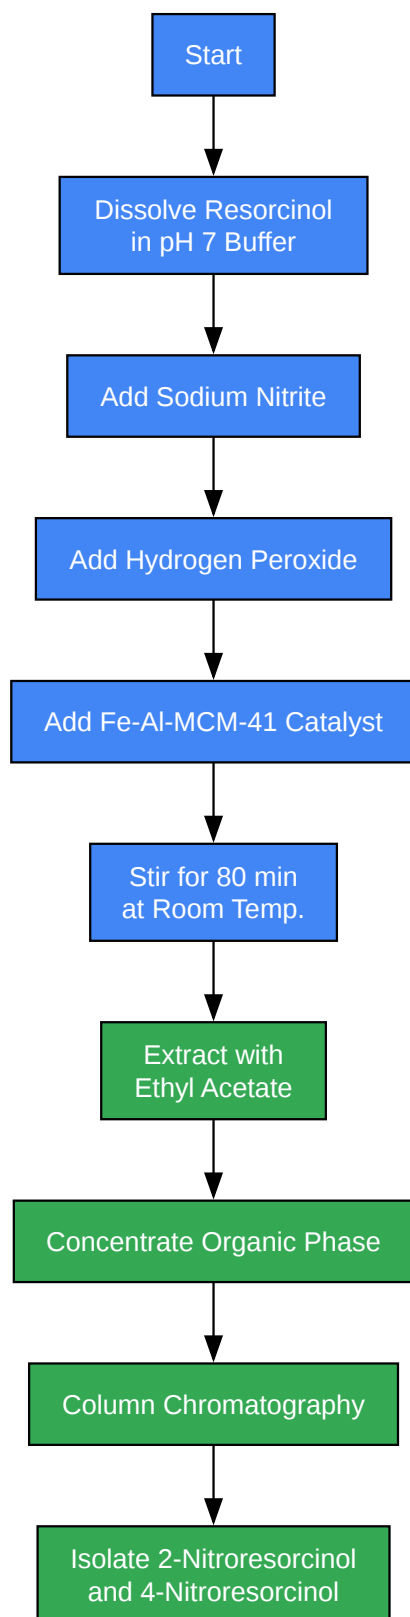 Start
Dissolve Resorcinol
in pH 7 Buffer
Add Sodium Nitrite
Add Hydrogen Peroxide
Add Fe-Al-MCM-41 Catalyst
Stir for 80 min
at Room Temp.
Extract with
Ethyl Acetate
Concentrate Organic Phase
Column Chromatography
Isolate 2-Nitroresorcinol
and 4-Nitroresorcinol